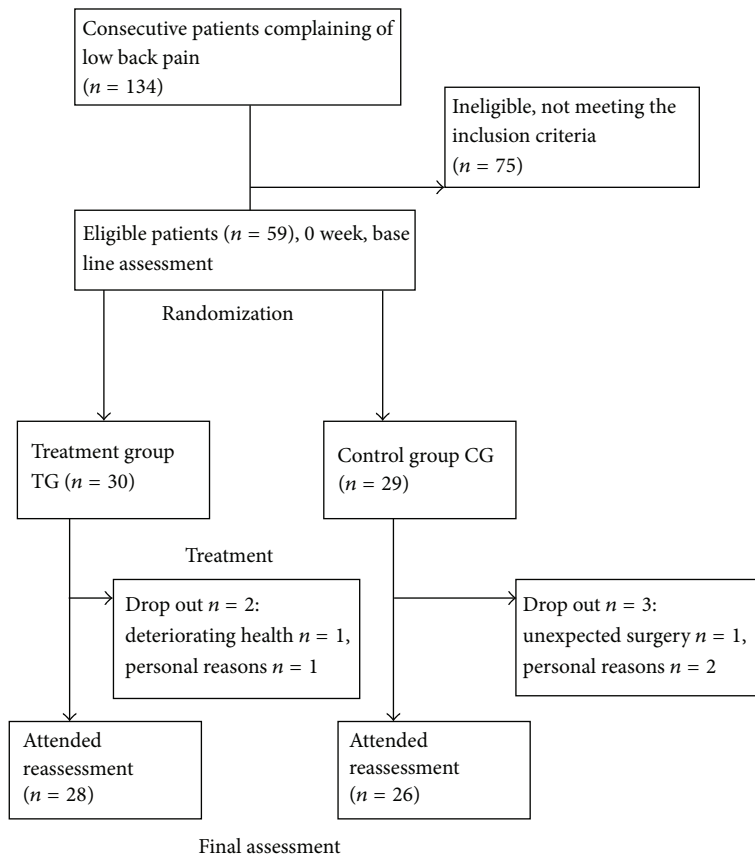 Consecutive patients complaining of
low back pain
(n = 134)
Ineligible, not meeting the
inclusion criteria
(n = 75)
Eligible patients (n = 59), 0 week, base
line assessment
Randomization
Treatment group
TG (n = 30)
Control group CG
(n = 29)
Treatment
Drop out n = 2:
deteriorating health n = 1,
personal reasons n = 1
Drop out n = 3:
unexpected surgery n = 1,
personal reasons n = 2
Attended
reassessment
(n = 28)
Attended
reassessment
(n = 26)
Final assessment